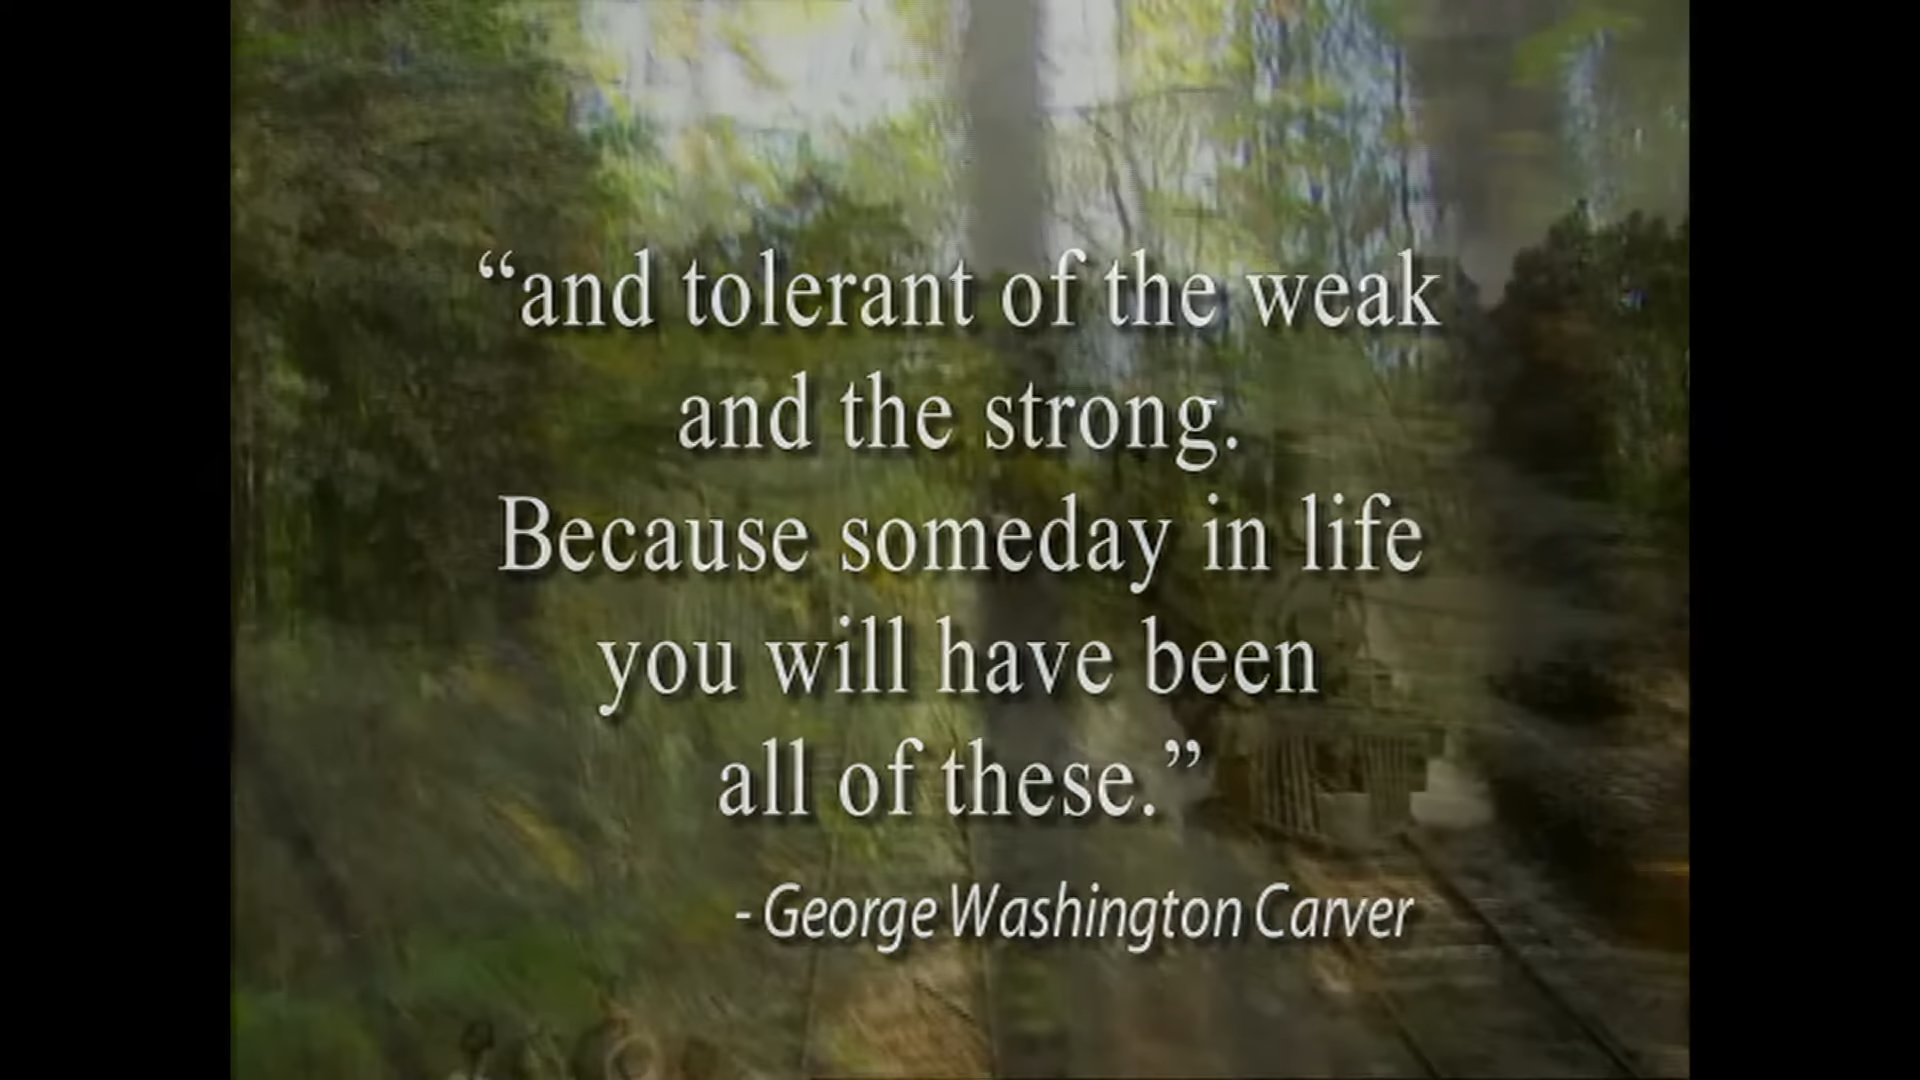 “and tolerant of the weak
and the strong.
Because someday in life
you will have been
all of these.”
- George Washington Carver